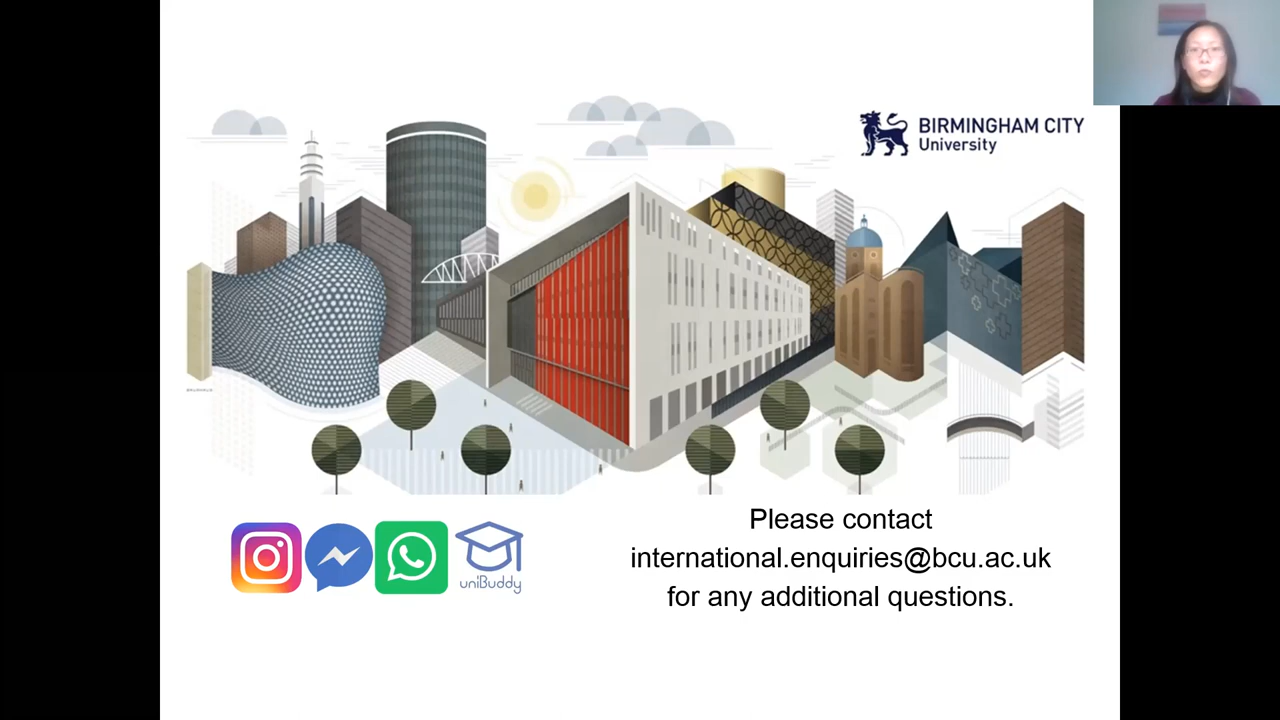 BIRMINGHAM CITY
University
Please contact
international.enquiries@bcu.ac.uk
for any additional questions.
uniBuddy